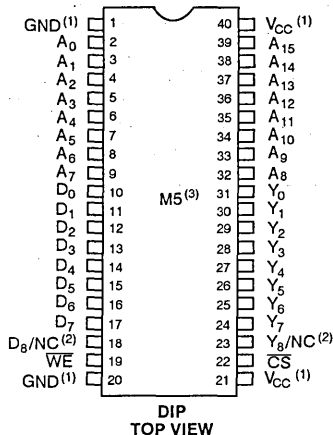 GND(1) 1 40 VCC (1)
A0 2 39 A15
A1 3 38 A14
A2 4 37 A13
A3 5 36 A12
A4 6 35 A11
A5 7 34 A10
A6 8 33 A9
A7 9 32 A8
D0 10 M5(3) 31 Y0
D1 11 30 Y1
D2 12 29 Y2
D3 13 28 Y3
D4 14 27 Y4
D5 15 26 Y5
D6 16 25 Y6
D7 17 24 Y7
D8/NC(2) 18 23 Y8/NC(2)
W̅E̅ 19 22 C̅S̅
GND(1) 20 21 VCC (1)
DIP
TOP VIEW